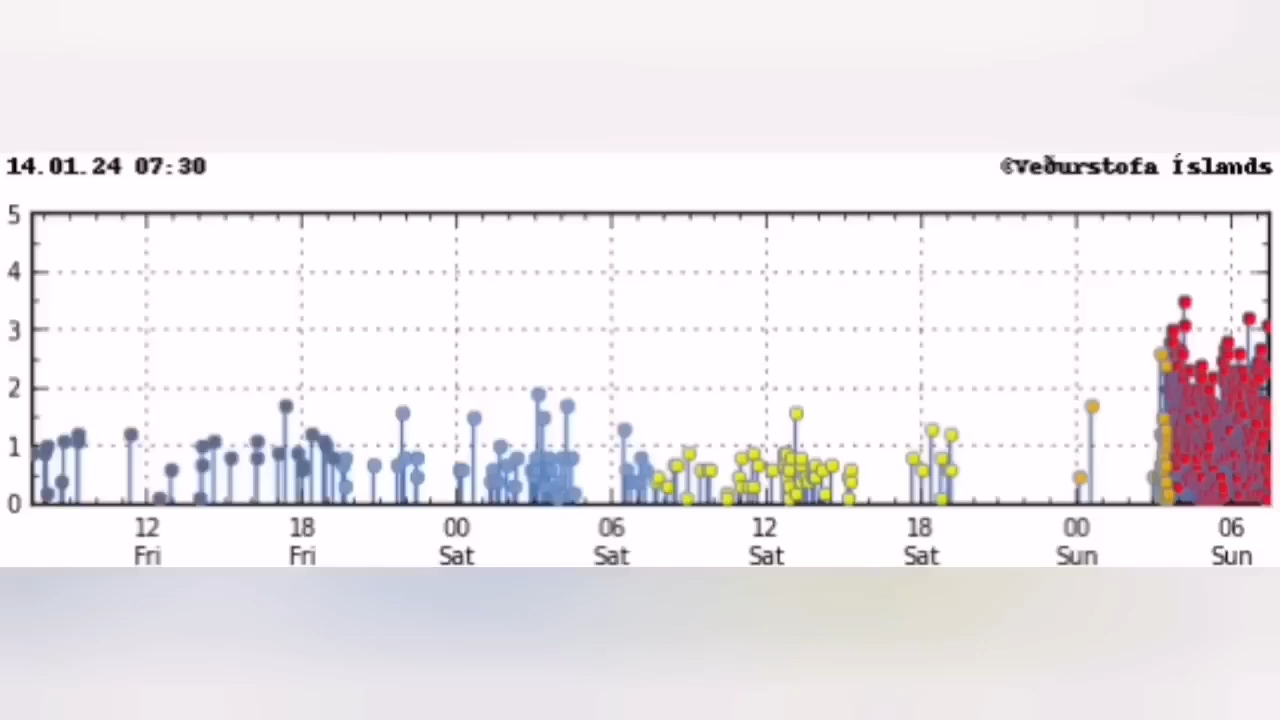 14.01.24 07:30 ©Veðurstofa Íslands
5
4
3
2
1
0
12 18 00 06 12 18 00 06
Fri Fri Sat Sat Sat Sat Sun Sun